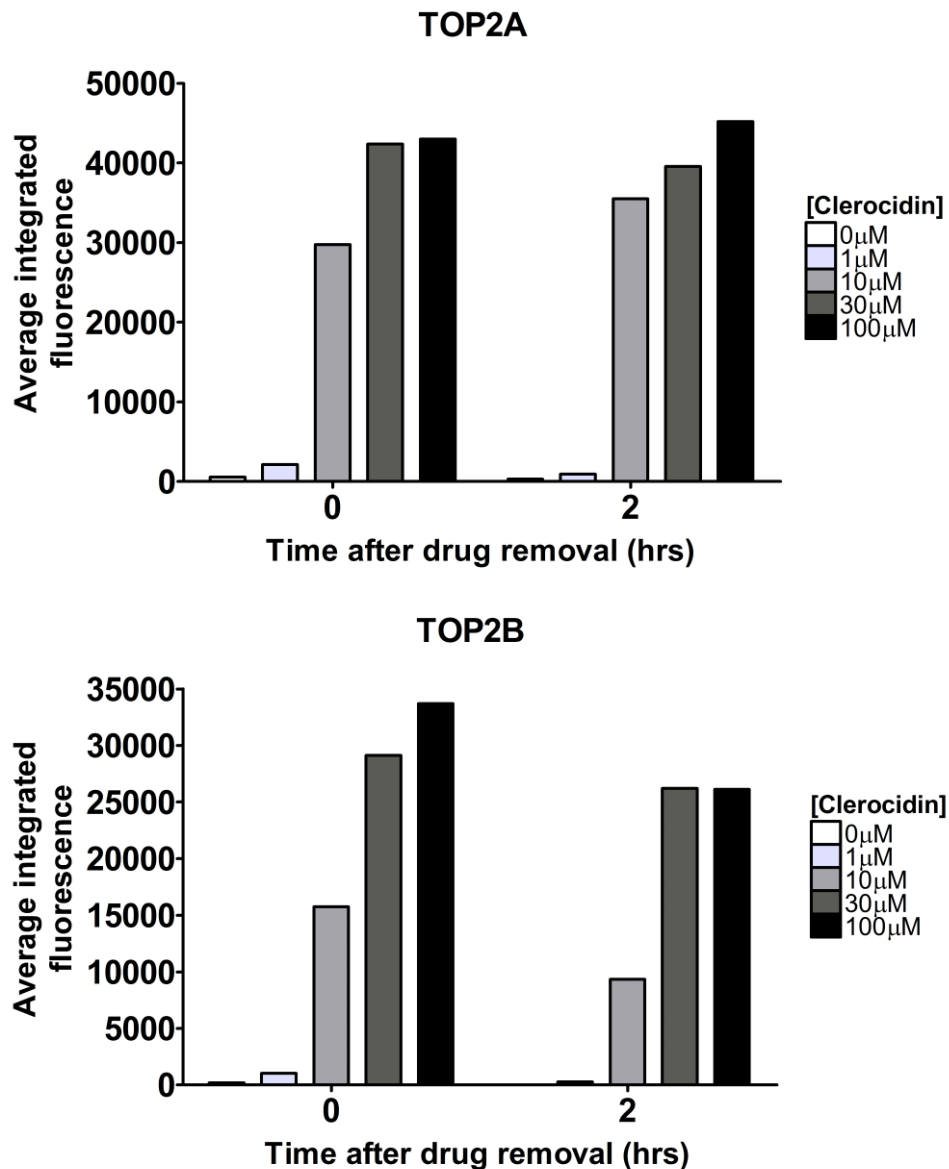 TOP2A
50000
40000
30000
20000
10000
0
Average integrated
fluorescence
0 2
Time after drug removal (hrs)
[Clerocidin]
0μM
1μM
10μM
30μM
100μM
TOP2B
35000
30000
25000
20000
15000
10000
5000
0
Average integrated
fluorescence
0 2
Time after drug removal (hrs)
[Clerocidin]
0μM
1μM
10μM
30μM
100μM